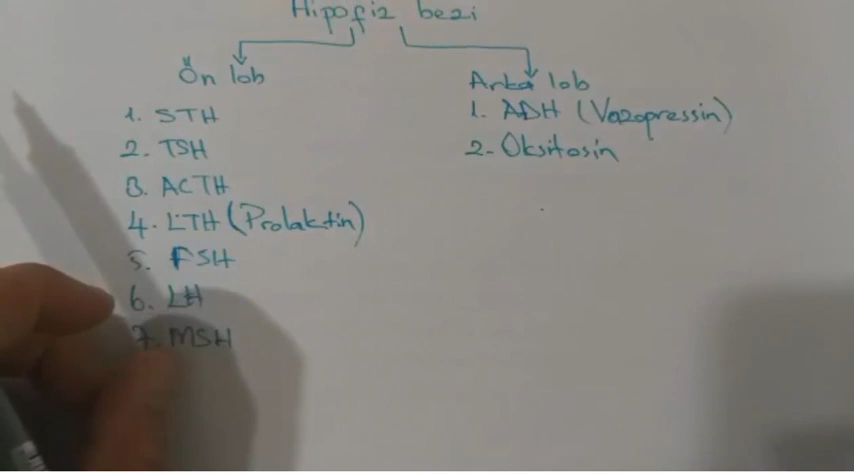 Hipofiz bezi
Ön lob
1. STH
2. TSH
3. ACTH
4. LTH (Prolaktin)
5. FSH
6. LH
7. MSH
Arka lob
1. ADH (Vazopressin)
2- Oksitosin